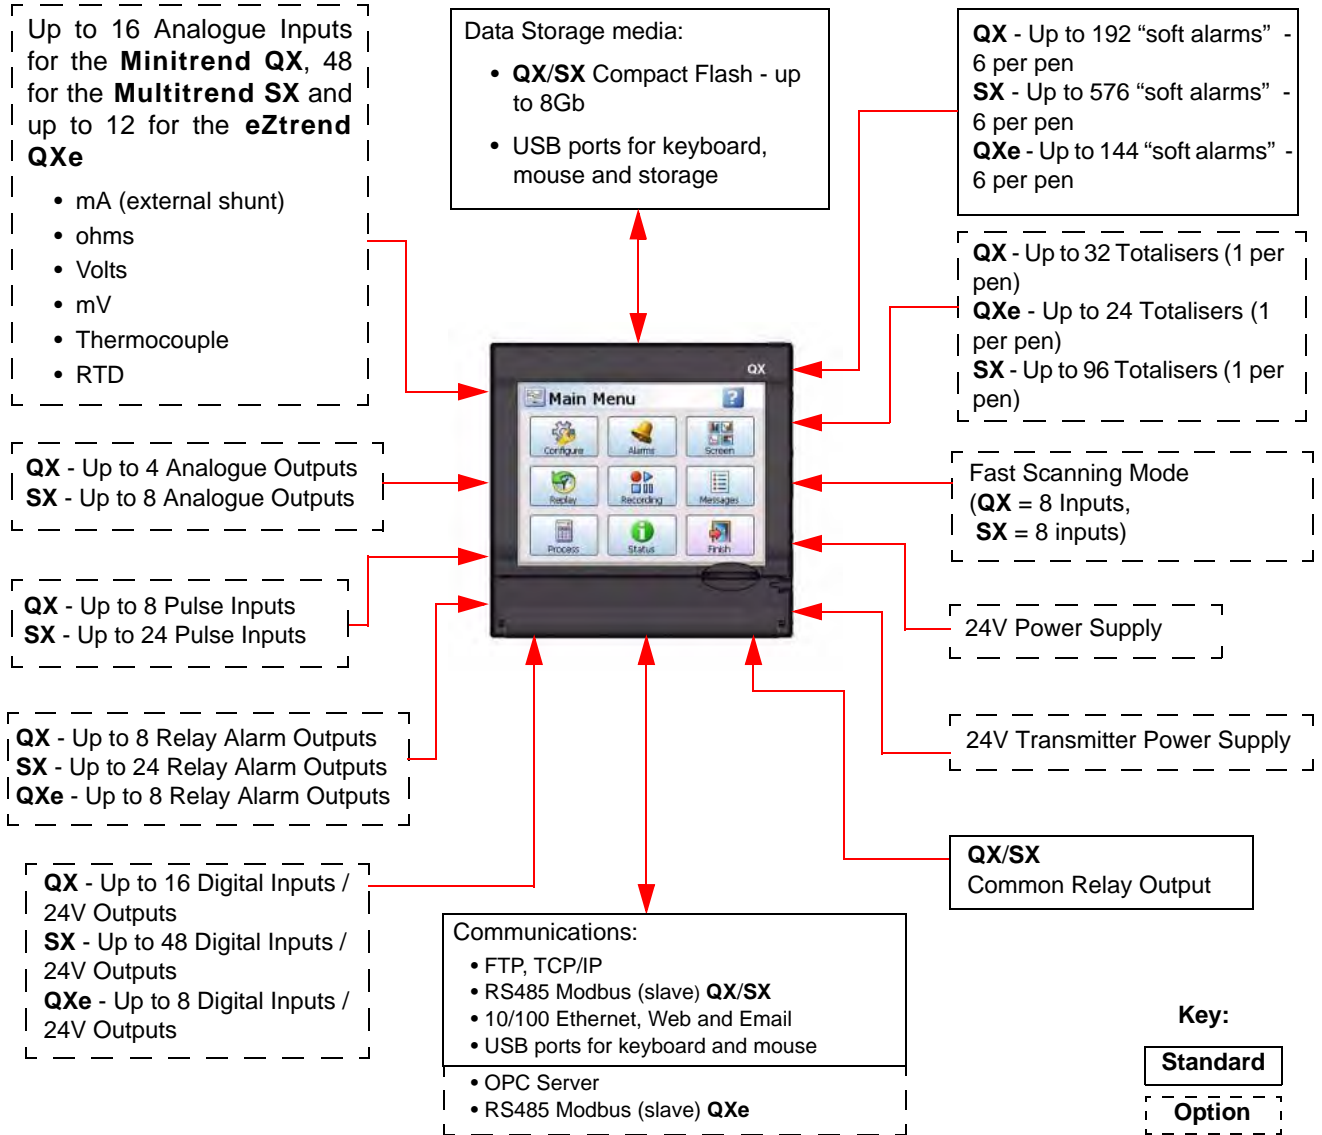 Up to 16 Analogue Inputs
for the Minitrend QX, 48
for the Multitrend SX and
up to 12 for the eZtrend
QXe
• mA (external shunt)
• ohms
• Volts
• mV
• Thermocouple
• RTD
Data Storage media:
• QX/SX Compact Flash - up
to 8Gb
• USB ports for keyboard,
mouse and storage
QX - Up to 192 “soft alarms” -
6 per pen
SX - Up to 576 “soft alarms” -
6 per pen
QXe - Up to 144 “soft alarms” -
6 per pen
QX - Up to 32 Totalisers (1 per
pen)
QXe - Up to 24 Totalisers (1
per pen)
SX - Up to 96 Totalisers (1 per
pen)
QX
Main Menu
?
Configure
Alarms
Screen
Replay
Recording
Messages
Process
Status
Finish
QX - Up to 4 Analogue Outputs
SX - Up to 8 Analogue Outputs
Fast Scanning Mode
(QX = 8 Inputs,
SX = 8 inputs)
QX - Up to 8 Pulse Inputs
SX - Up to 24 Pulse Inputs
24V Power Supply
QX - Up to 8 Relay Alarm Outputs
SX - Up to 24 Relay Alarm Outputs
QXe - Up to 8 Relay Alarm Outputs
24V Transmitter Power Supply
QX - Up to 16 Digital Inputs /
24V Outputs
SX - Up to 48 Digital Inputs /
24V Outputs
QXe - Up to 8 Digital Inputs /
24V Outputs
QX/SX
Common Relay Output
Communications:
• FTP, TCP/IP
• RS485 Modbus (slave) QX/SX
• 10/100 Ethernet, Web and Email
• USB ports for keyboard and mouse
• OPC Server
• RS485 Modbus (slave) QXe
Key:
Standard
Option